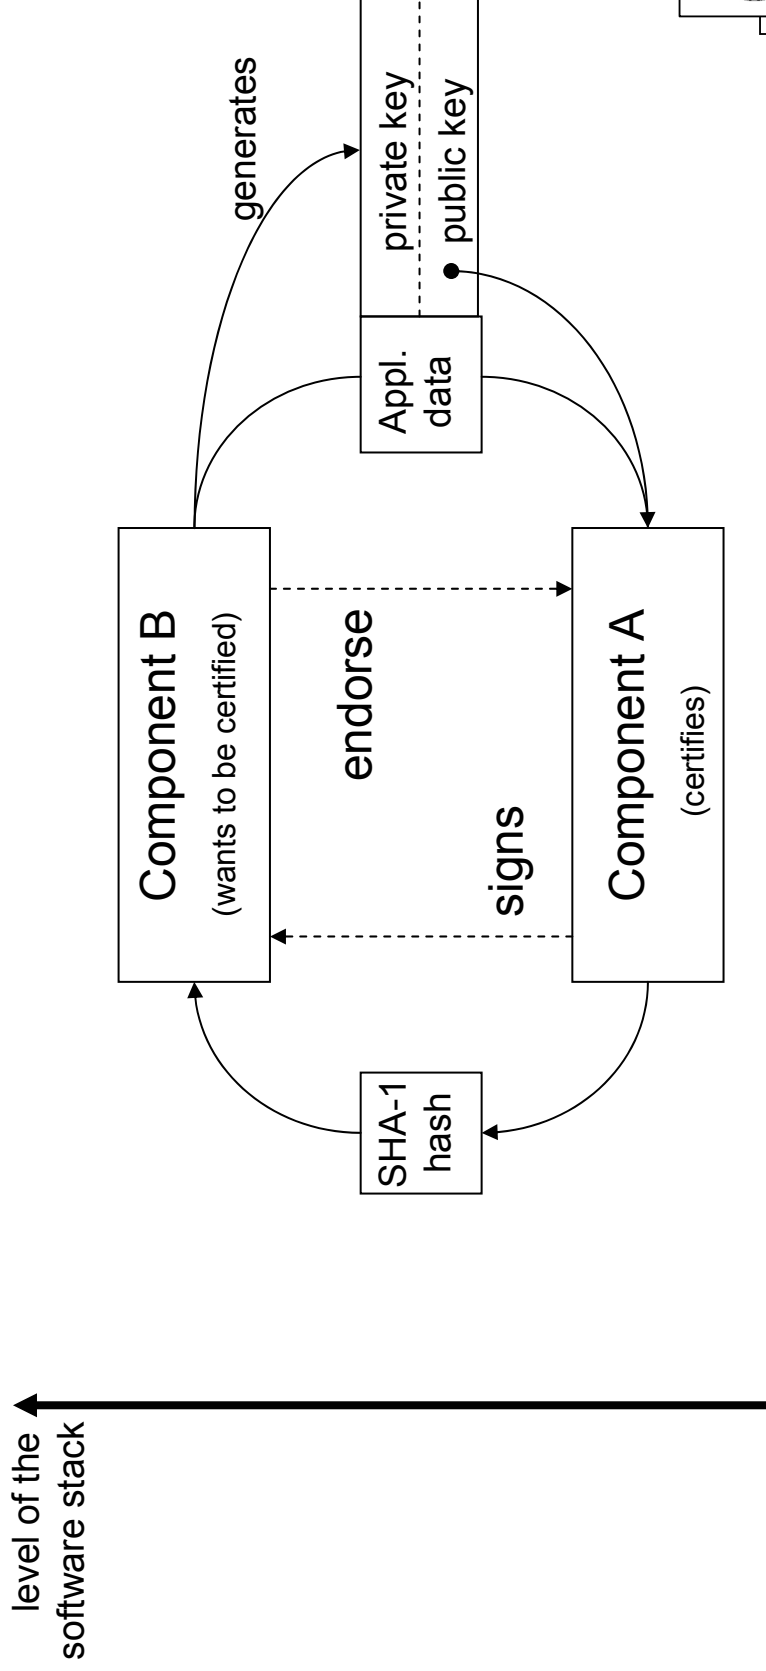 level of the
software stack
SHA-1
hash
Component B
(wants to be certified)
endorse
signs
Component A
(certifies)
Appl.
data
generates
private key
public key